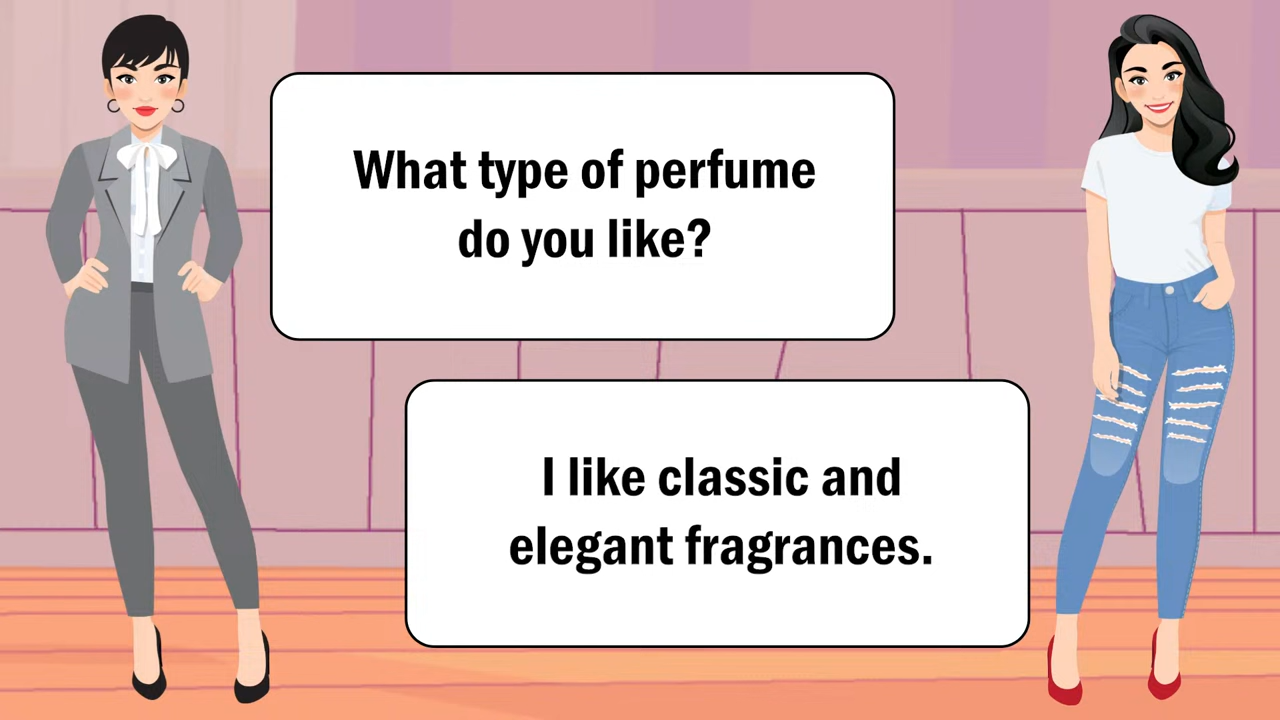 What type of perfume
do you like?
I like classic and
elegant fragrances.